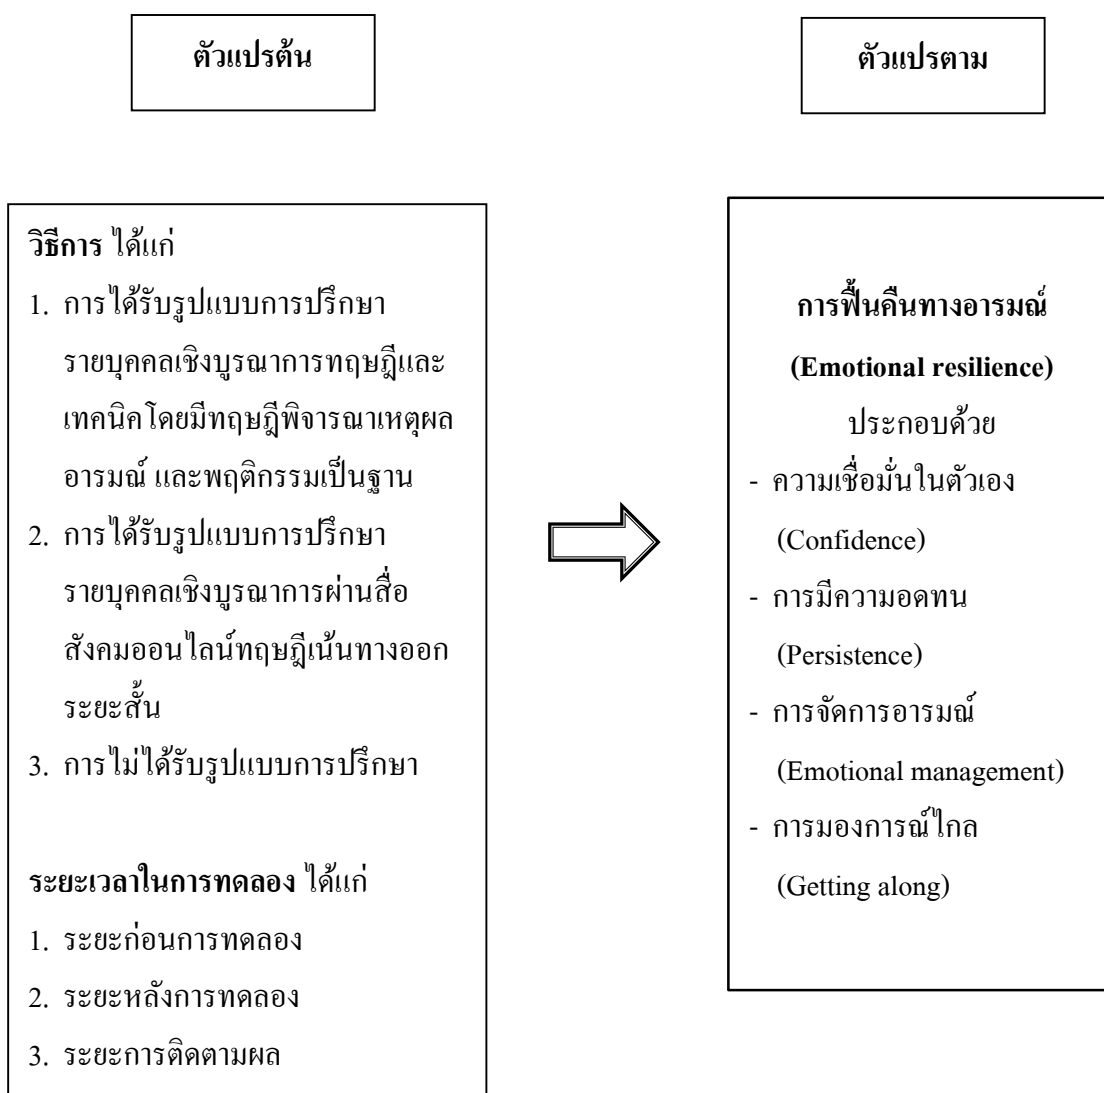 ตัวแปรต้น
ตัวแปรตาม
วิธีการ ได้แก่
1. การได้รับรูปแบบการปรึกษา
รายบุคคลเชิงบูรณาการทฤษฎีและ
เทคนิคโดยมีทฤษฎีพิจารณาเหตุผล
อารมณ์ และพฤติกรรมเป็นฐาน
2. การได้รับรูปแบบการปรึกษา
รายบุคคลเชิงบูรณาการผ่านสื่อ
สังคมออนไลน์ทฤษฎีเน้นทางออก
ระยะสั้น
3. การไม่ได้รับรูปแบบการปรึกษา
ระยะเวลาในการทดลอง ได้แก่
1. ระยะก่อนการทดลอง
2. ระยะหลังการทดลอง
3. ระยะการติดตามผล
การฟื้นคืนทางอารมณ์
(Emotional resilience)
ประกอบด้วย
- ความเชื่อมั่นในตัวเอง
(Confidence)
- การมีความอดทน
(Persistence)
- การจัดการอารมณ์
(Emotional management)
- การมองการณ์ไกล
(Getting along)